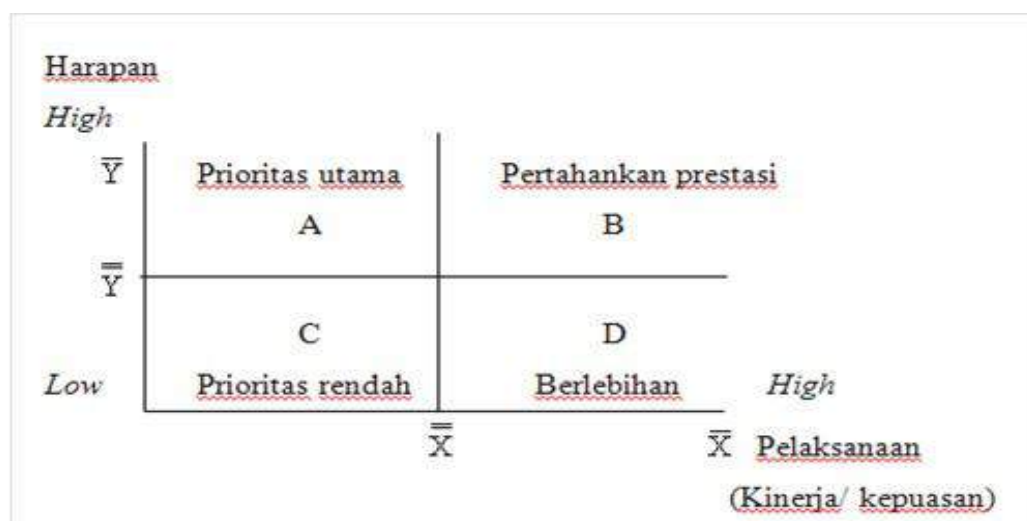 Harapan
High
Y̅ Prioritas utama Pertahankan prestasi
A B
Y̿
C D
Low Prioritas rendah Berlebihan High
X̿ X̅ Pelaksanaan
(Kinerja/ kepuasan)